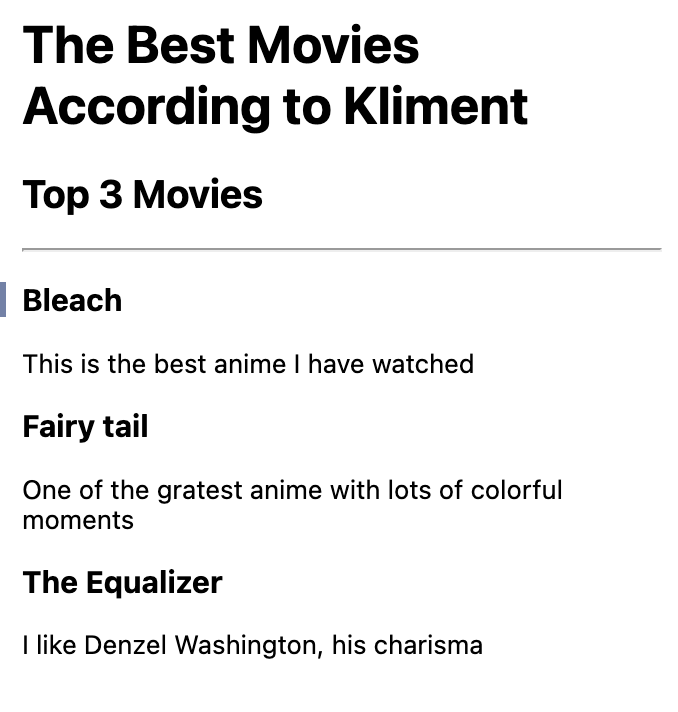 The Best Movies
According to Kliment
Top 3 Movies
Bleach
This is the best anime I have watched
Fairy tail
One of the gratest anime with lots of colorful
moments
The Equalizer
I like Denzel Washington, his charisma